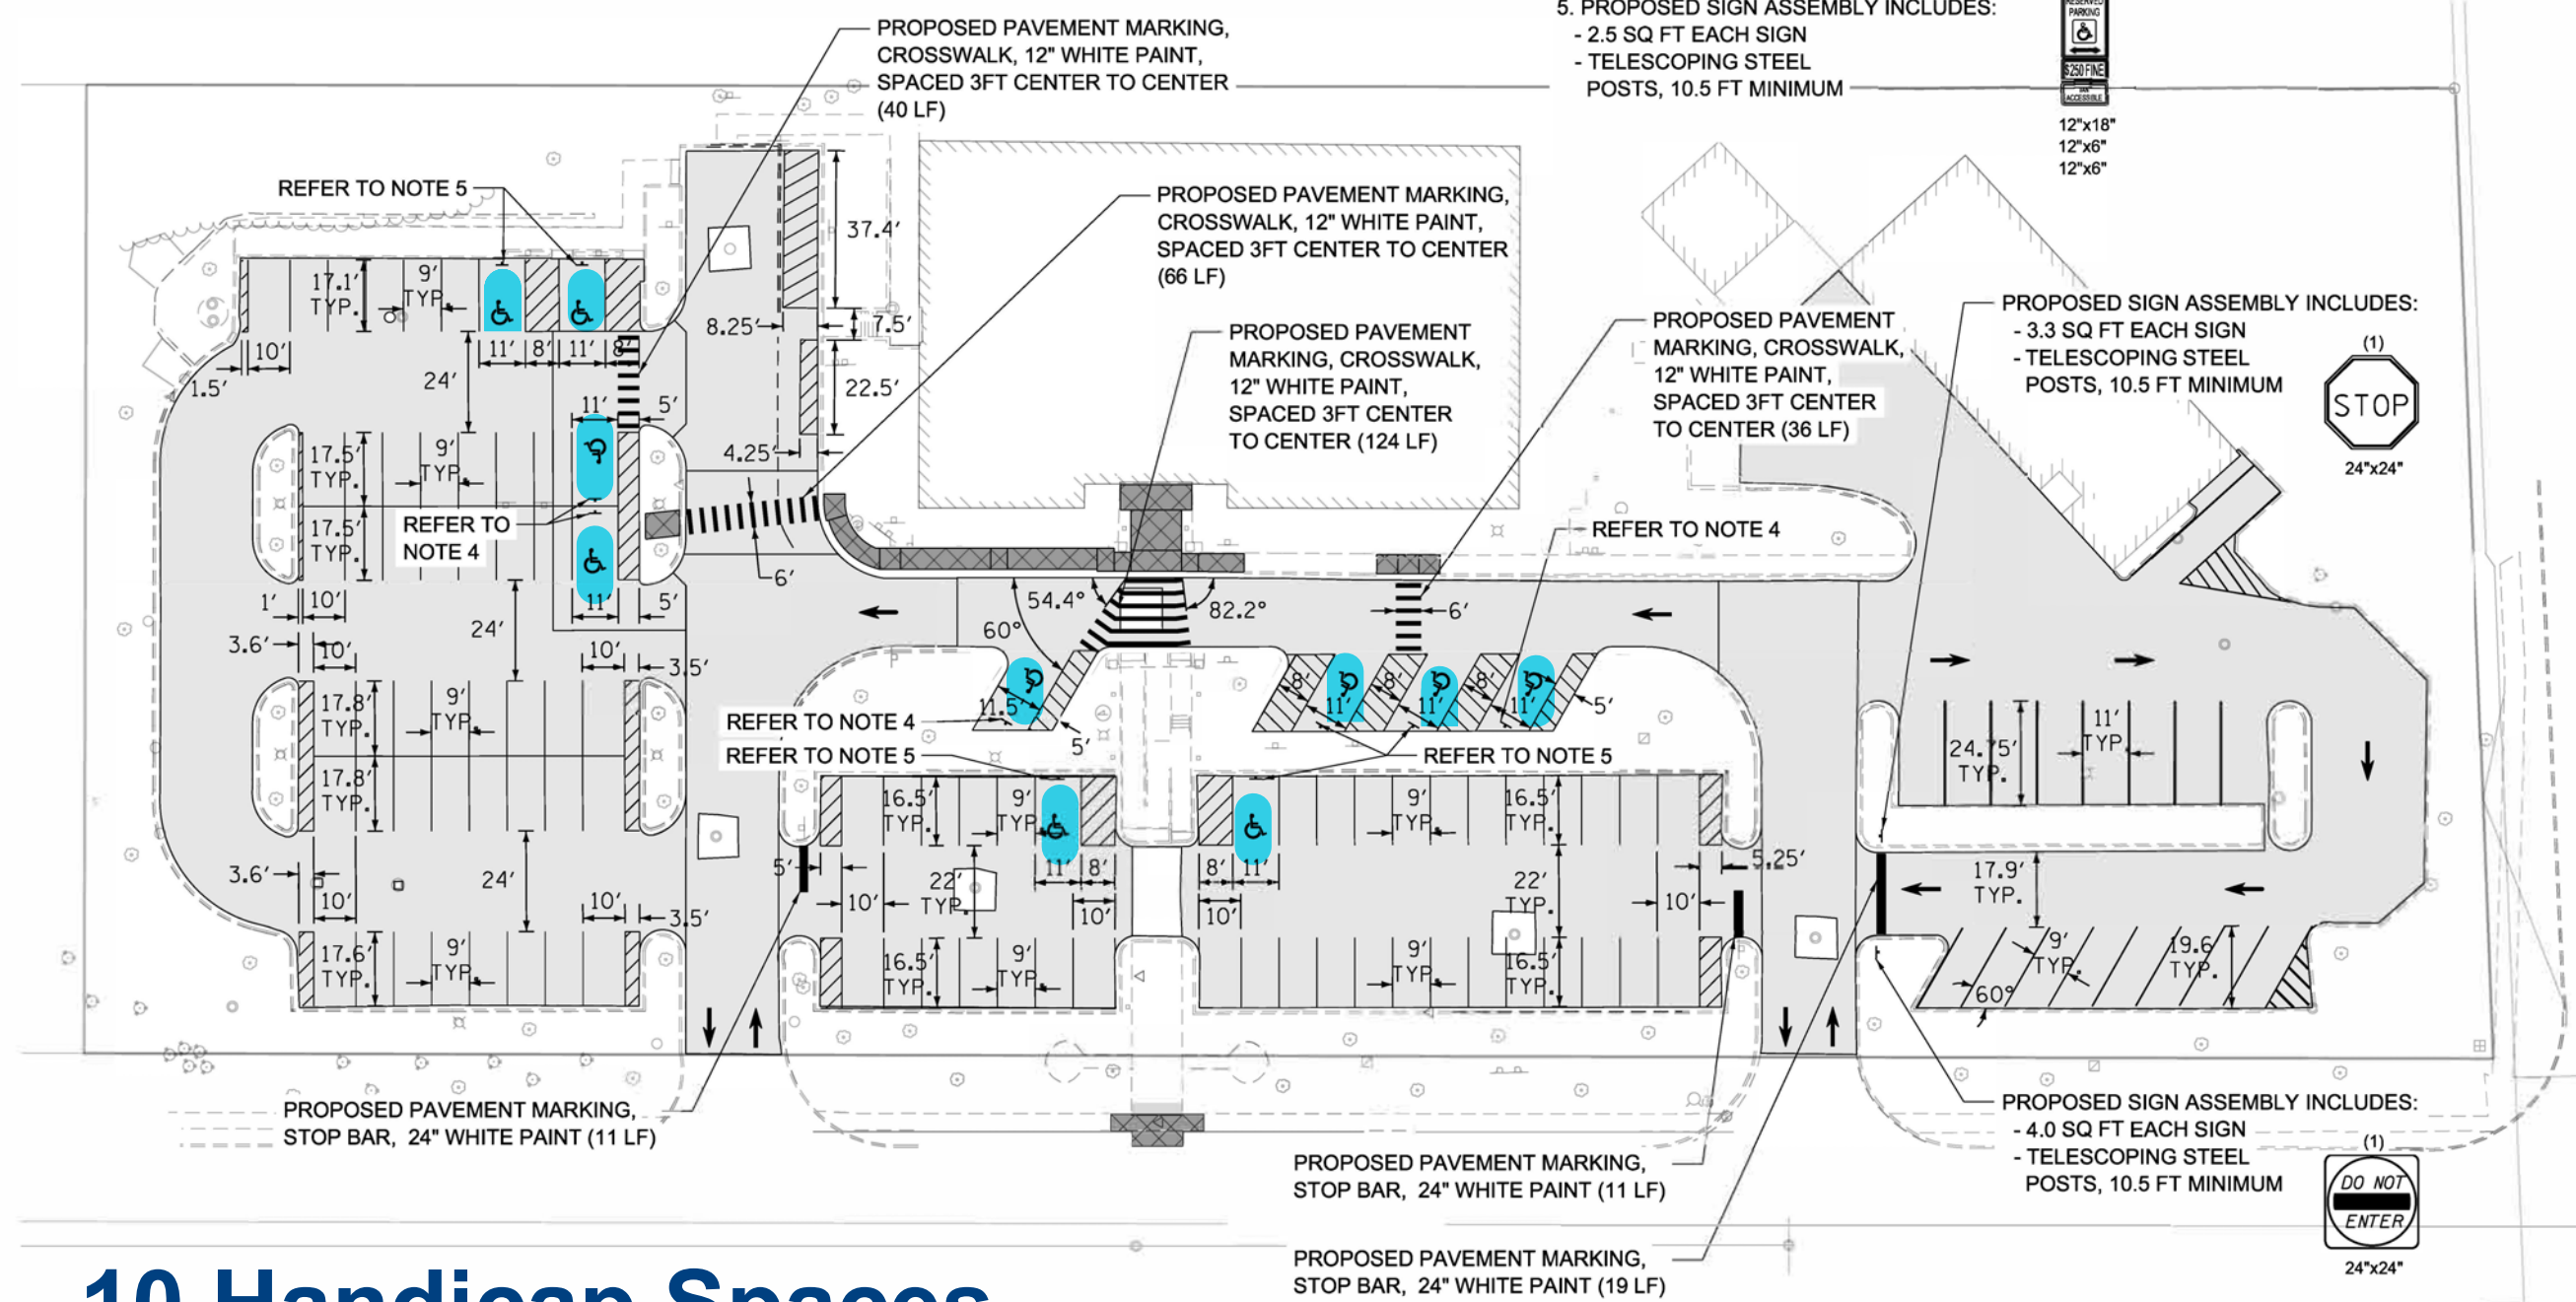 PROPOSED PAVEMENT MARKING,
CROSSWALK, 12" WHITE PAINT,
SPACED 3FT CENTER TO CENTER
(40 LF)
5. PROPOSED SIGN ASSEMBLY INCLUDES:
- 2.5 SQ FT EACH SIGN
- TELESCOPING STEEL
POSTS, 10.5 FT MINIMUM
RESERVED
PARKING
$250 FINE
VAN
ACCESSIBLE
12"x18"
12"x6"
12"x6"
REFER TO NOTE 5
PROPOSED PAVEMENT MARKING,
CROSSWALK, 12" WHITE PAINT,
SPACED 3FT CENTER TO CENTER
(66 LF)
PROPOSED PAVEMENT
MARKING, CROSSWALK,
12" WHITE PAINT,
SPACED 3FT CENTER
TO CENTER (124 LF)
PROPOSED PAVEMENT
MARKING, CROSSWALK,
12" WHITE PAINT,
SPACED 3FT CENTER
TO CENTER (36 LF)
PROPOSED SIGN ASSEMBLY INCLUDES:
- 3.3 SQ FT EACH SIGN
- TELESCOPING STEEL
POSTS, 10.5 FT MINIMUM
(1)
STOP
24"x24"
37.4'
17.1'
TYP.
9'
TYP.
8.25'
7.5'
10'
11'
8'
11'
8'
1.5'
24'
22.5'
11'
5'
17.5'
TYP.
9'
TYP.
4.25'
REFER TO
NOTE 4
17.5'
TYP.
REFER TO NOTE 4
6'
1'
10'
11'
5'
54.4°
82.2°
6'
60°
24'
3.6'
10'
10'
3.5'
17.8'
TYP.
9'
TYP.
11.5'
8'
11'
8'
11'
8'
11'
5'
REFER TO NOTE 4
5'
REFER TO NOTE 5
REFER TO NOTE 5
24.75'
TYP.
11'
TYP.
17.8'
TYP.
16.5'
TYP.
9'
TYP.
9'
TYP.
16.5'
TYP.
5'
11'
8'
8'
11'
5.25'
3.6'
10'
24'
10'
3.5'
10'
22'
TYP.
10'
10'
22'
TYP.
10'
17.9'
TYP.
17.6'
TYP.
9'
TYP.
16.5'
TYP.
9'
TYP.
9'
TYP.
16.5'
TYP.
9'
TYP.
19.6
TYP.
60°
PROPOSED PAVEMENT MARKING,
STOP BAR, 24" WHITE PAINT (11 LF)
PROPOSED PAVEMENT MARKING,
STOP BAR, 24" WHITE PAINT (11 LF)
PROPOSED SIGN ASSEMBLY INCLUDES:
- 4.0 SQ FT EACH SIGN
- TELESCOPING STEEL
POSTS, 10.5 FT MINIMUM
(1)
DO NOT
ENTER
24"x24"
PROPOSED PAVEMENT MARKING,
STOP BAR, 24" WHITE PAINT (19 LF)
10 Handicap Spaces